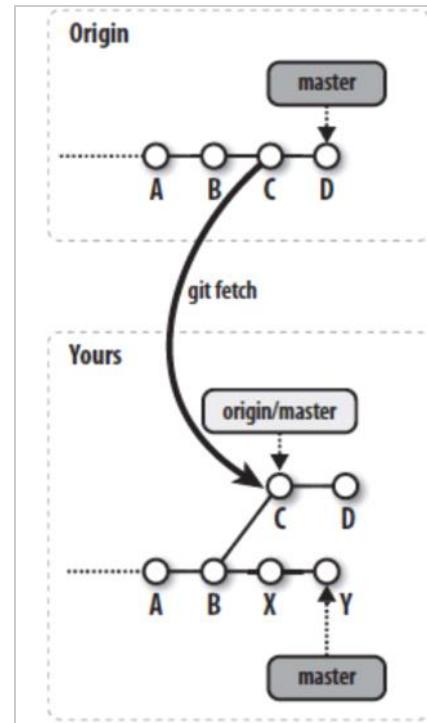 Origin
master
A B C D
git fetch
Yours
origin/master
C D
A B X Y
master